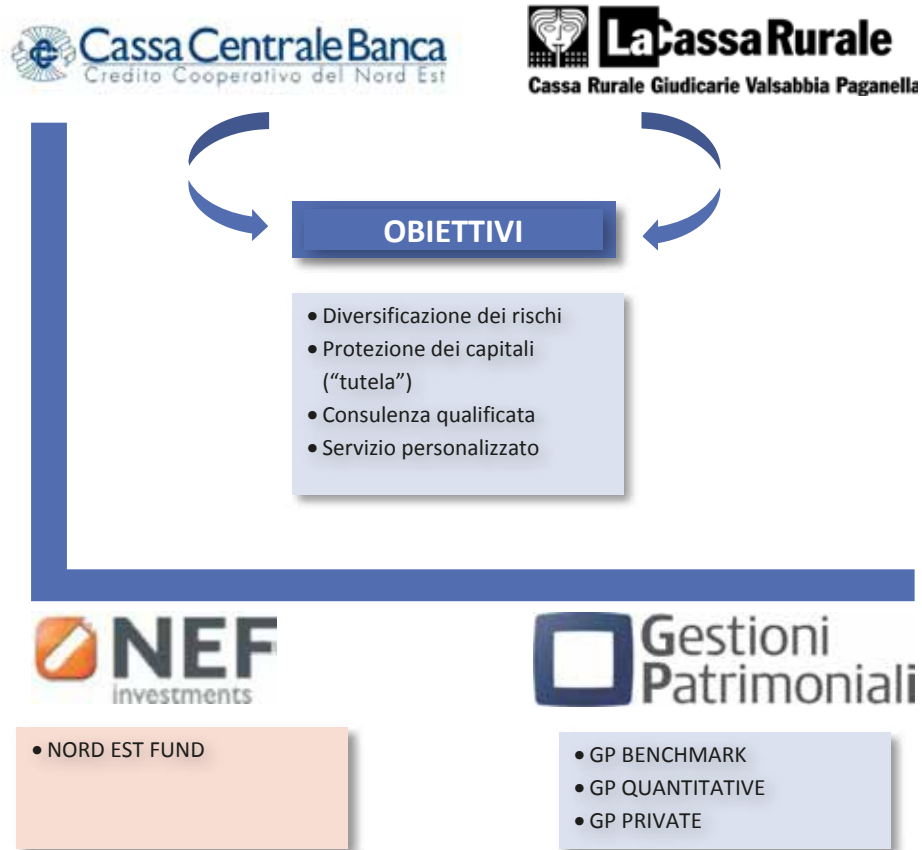 Cassa Centrale Banca
Credito Cooperativo del Nord Est
LaCassa Rurale
Cassa Rurale Giudicarie Valsabbia Paganella
OBIETTIVI
• Diversificazione dei rischi
• Protezione dei capitali
(“tutela”)
• Consulenza qualificata
• Servizio personalizzato
NEF
investments
Gestioni
Patrimoniali
• NORD EST FUND
• GP BENCHMARK
• GP QUANTITATIVE
• GP PRIVATE